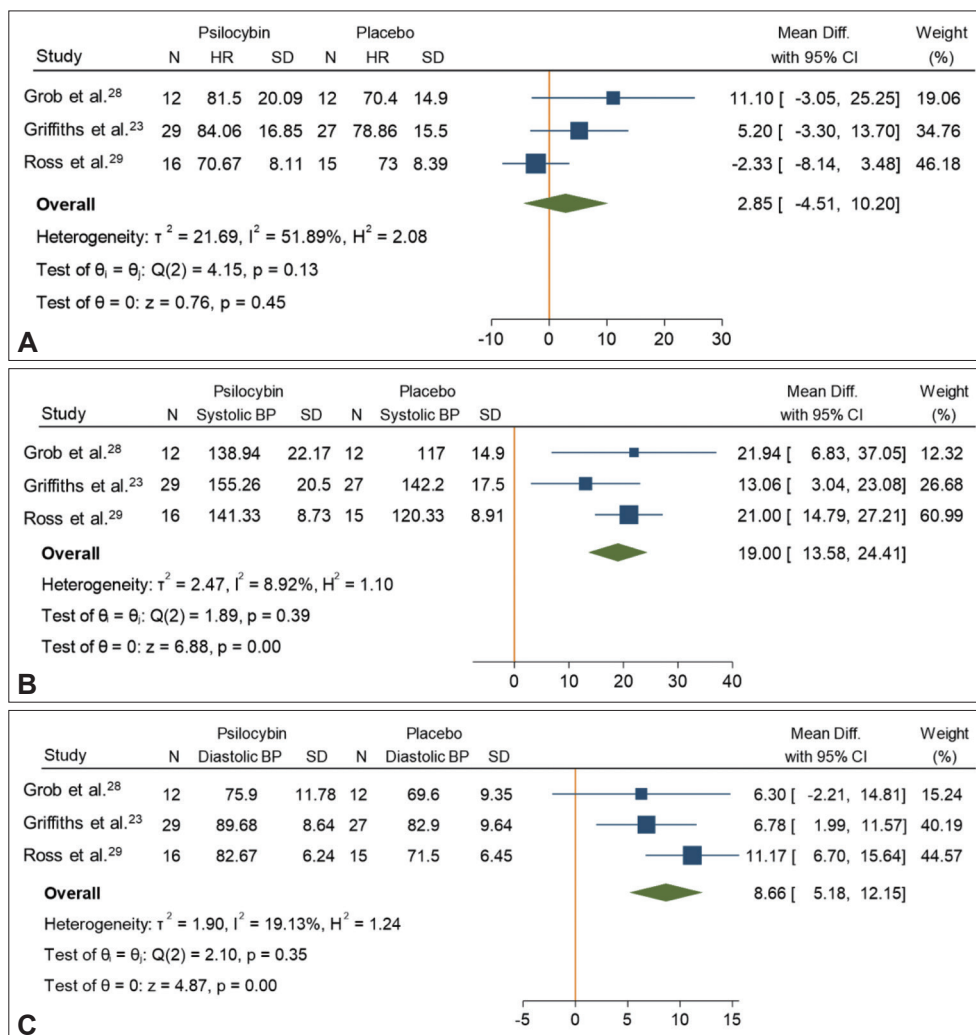 Psilocybin Placebo Mean Diff. Weight
Study N HR SD N HR SD with 95% CI (%)
Grob et al.²⁸ 12 81.5 20.09 12 70.4 14.9 11.10 [ -3.05, 25.25] 19.06
Griffiths et al.²³ 29 84.06 16.85 27 78.86 15.5 5.20 [ -3.30, 13.70] 34.76
Ross et al.²⁹ 16 70.67 8.11 15 73 8.39 -2.33 [ -8.14, 3.48] 46.18
Overall 2.85 [ -4.51, 10.20]
Heterogeneity: τ² = 21.69, I² = 51.89%, H² = 2.08
Test of θᵢ = θⱼ: Q(2) = 4.15, p = 0.13
Test of θ = 0: z = 0.76, p = 0.45
-10 0 10 20 30
A
Psilocybin Placebo Mean Diff. Weight
Study N Systolic BP SD N Systolic BP SD with 95% CI (%)
Grob et al.²⁸ 12 138.94 22.17 12 117 14.9 21.94 [ 6.83, 37.05] 12.32
Griffiths et al.²³ 29 155.26 20.5 27 142.2 17.5 13.06 [ 3.04, 23.08] 26.68
Ross et al.²⁹ 16 141.33 8.73 15 120.33 8.91 21.00 [ 14.79, 27.21] 60.99
Overall 19.00 [ 13.58, 24.41]
Heterogeneity: τ² = 2.47, I² = 8.92%, H² = 1.10
Test of θᵢ = θⱼ: Q(2) = 1.89, p = 0.39
Test of θ = 0: z = 6.88, p = 0.00
0 10 20 30 40
B
Psilocybin Placebo Mean Diff. Weight
Study N Diastolic BP SD N Diastolic BP SD with 95% CI (%)
Grob et al.²⁸ 12 75.9 11.78 12 69.6 9.35 6.30 [ -2.21, 14.81] 15.24
Griffiths et al.²³ 29 89.68 8.64 27 82.9 9.64 6.78 [ 1.99, 11.57] 40.19
Ross et al.²⁹ 16 82.67 6.24 15 71.5 6.45 11.17 [ 6.70, 15.64] 44.57
Overall 8.66 [ 5.18, 12.15]
Heterogeneity: τ² = 1.90, I² = 19.13%, H² = 1.24
Test of θᵢ = θⱼ: Q(2) = 2.10, p = 0.35
Test of θ = 0: z = 4.87, p = 0.00
-5 0 5 10 15
C